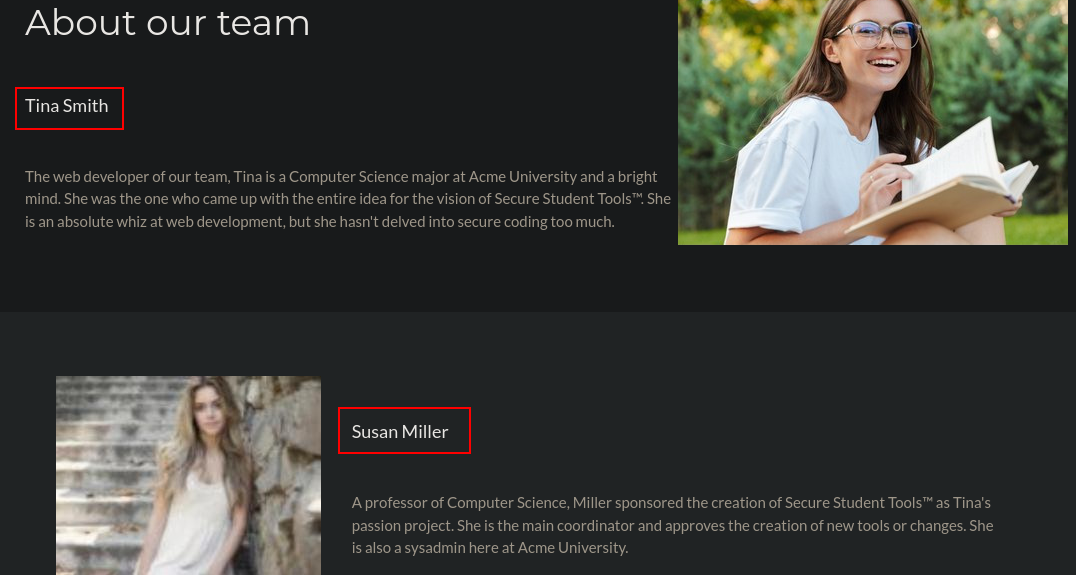 About our team
Tina Smith
The web developer of our team, Tina is a Computer Science major at Acme University and a bright
mind. She was the one who came up with the entire idea for the vision of Secure Student Tools™. She
is an absolute whiz at web development, but she hasn't delved into secure coding too much.
Susan Miller
A professor of Computer Science, Miller sponsored the creation of Secure Student Tools™ as Tina's
passion project. She is the main coordinator and approves the creation of new tools or changes. She
is also a sysadmin here at Acme University.